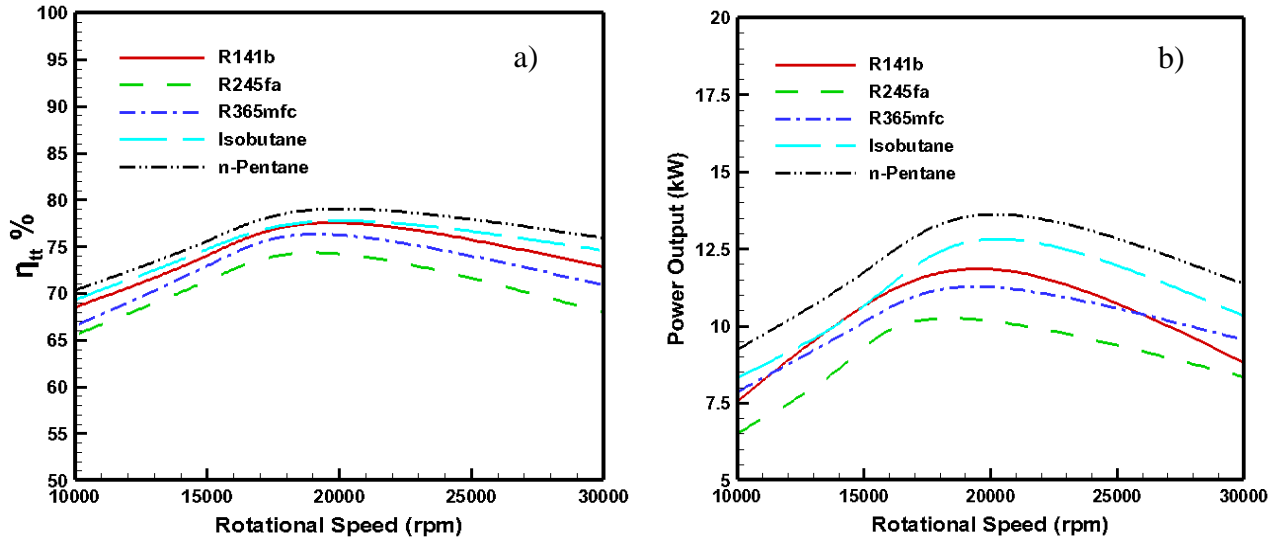 a)
R141b
R245fa
R365mfc
Isobutane
n-Pentane
100
95
90
85
80
75
70
65
60
55
50
ηtt %
10000 15000 20000 25000 30000
Rotational Speed (rpm)
b)
R141b
R245fa
R365mfc
Isobutane
n-Pentane
20
17.5
15
12.5
10
7.5
5
Power Output (kW)
10000 15000 20000 25000 30000
Rotational Speed (rpm)